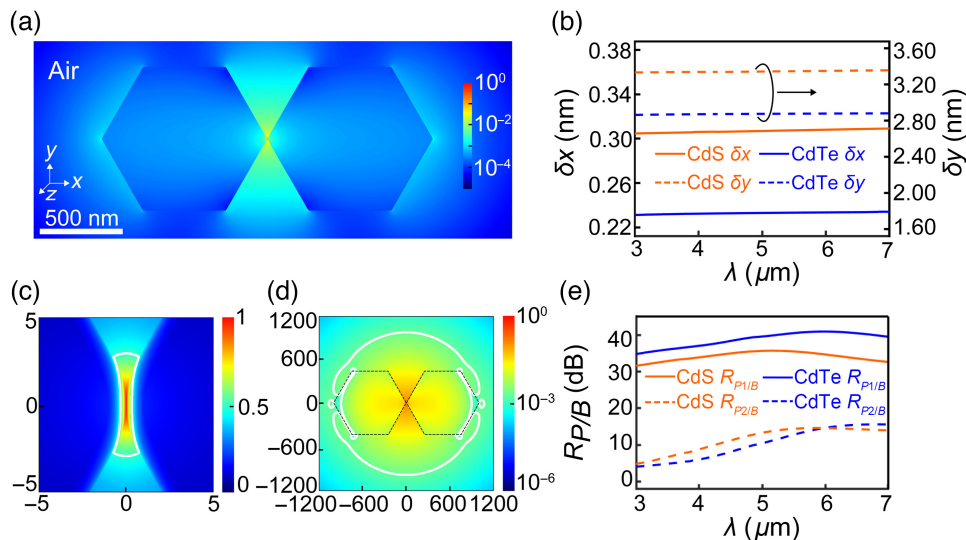 (a)
Air
y
x
z
500 nm
10^0
10^−2
10^−4
(b)
0.38
0.34
0.30
0.26
0.22
δx (nm)
3.60
3.20
2.80
2.40
2.00
1.60
δy (nm)
CdS δx
CdTe δx
CdS δy
CdTe δy
3 4 5 6 7
λ (µm)
(c)
5
0
−5
−5 0 5
1
0.5
0
(d)
1200
600
0
−600
−1200
−1200 −600 0 600 1200
10^0
10^−3
10^−6
(e)
40
30
20
10
0
R_P/B (dB)
CdS R_P1/B
CdTe R_P1/B
CdS R_P2/B
CdTe R_P2/B
3 4 5 6 7
λ (µm)